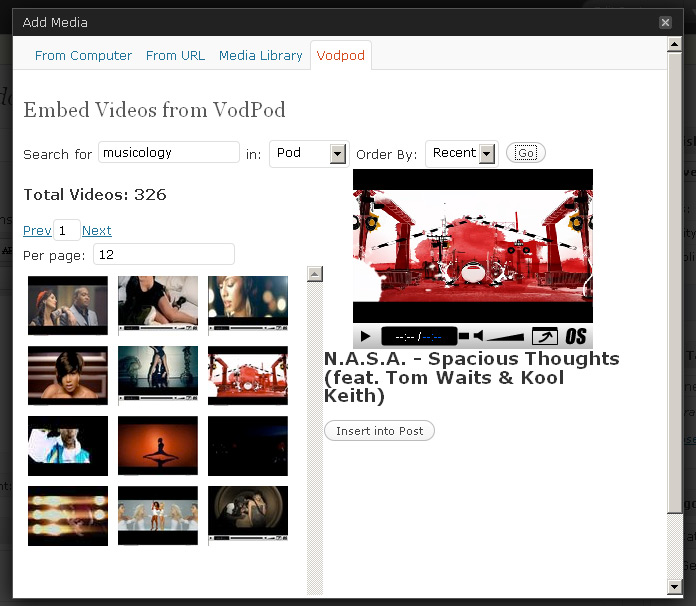 Add Media
From Computer From URL Media Library Vodpod
Embed Videos from VodPod
Search for musicology in: Pod Order By: Recent Go
Total Videos: 326
Prev 1 Next
Per page: 12
--:-- / --:-- OS
N.A.S.A. - Spacious Thoughts
(feat. Tom Waits & Kool
Keith)
Insert into Post